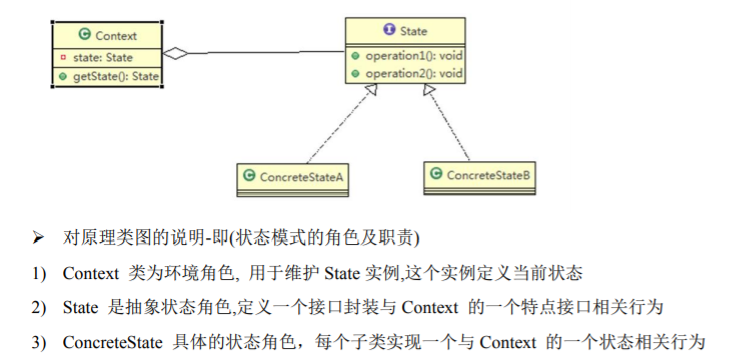 Context
state: State
getState(): State
State
operation1(): void
operation2(): void
ConcreteStateA
ConcreteStateB
➢ 对原理类图的说明-即(状态模式的角色及职责)
1) Context 类为环境角色, 用于维护 State 实例,这个实例定义当前状态
2) State 是抽象状态角色,定义一个接口封装与 Context 的一个特点接口相关行为
3) ConcreteState 具体的状态角色，每个子类实现一个与 Context 的一个状态相关行为